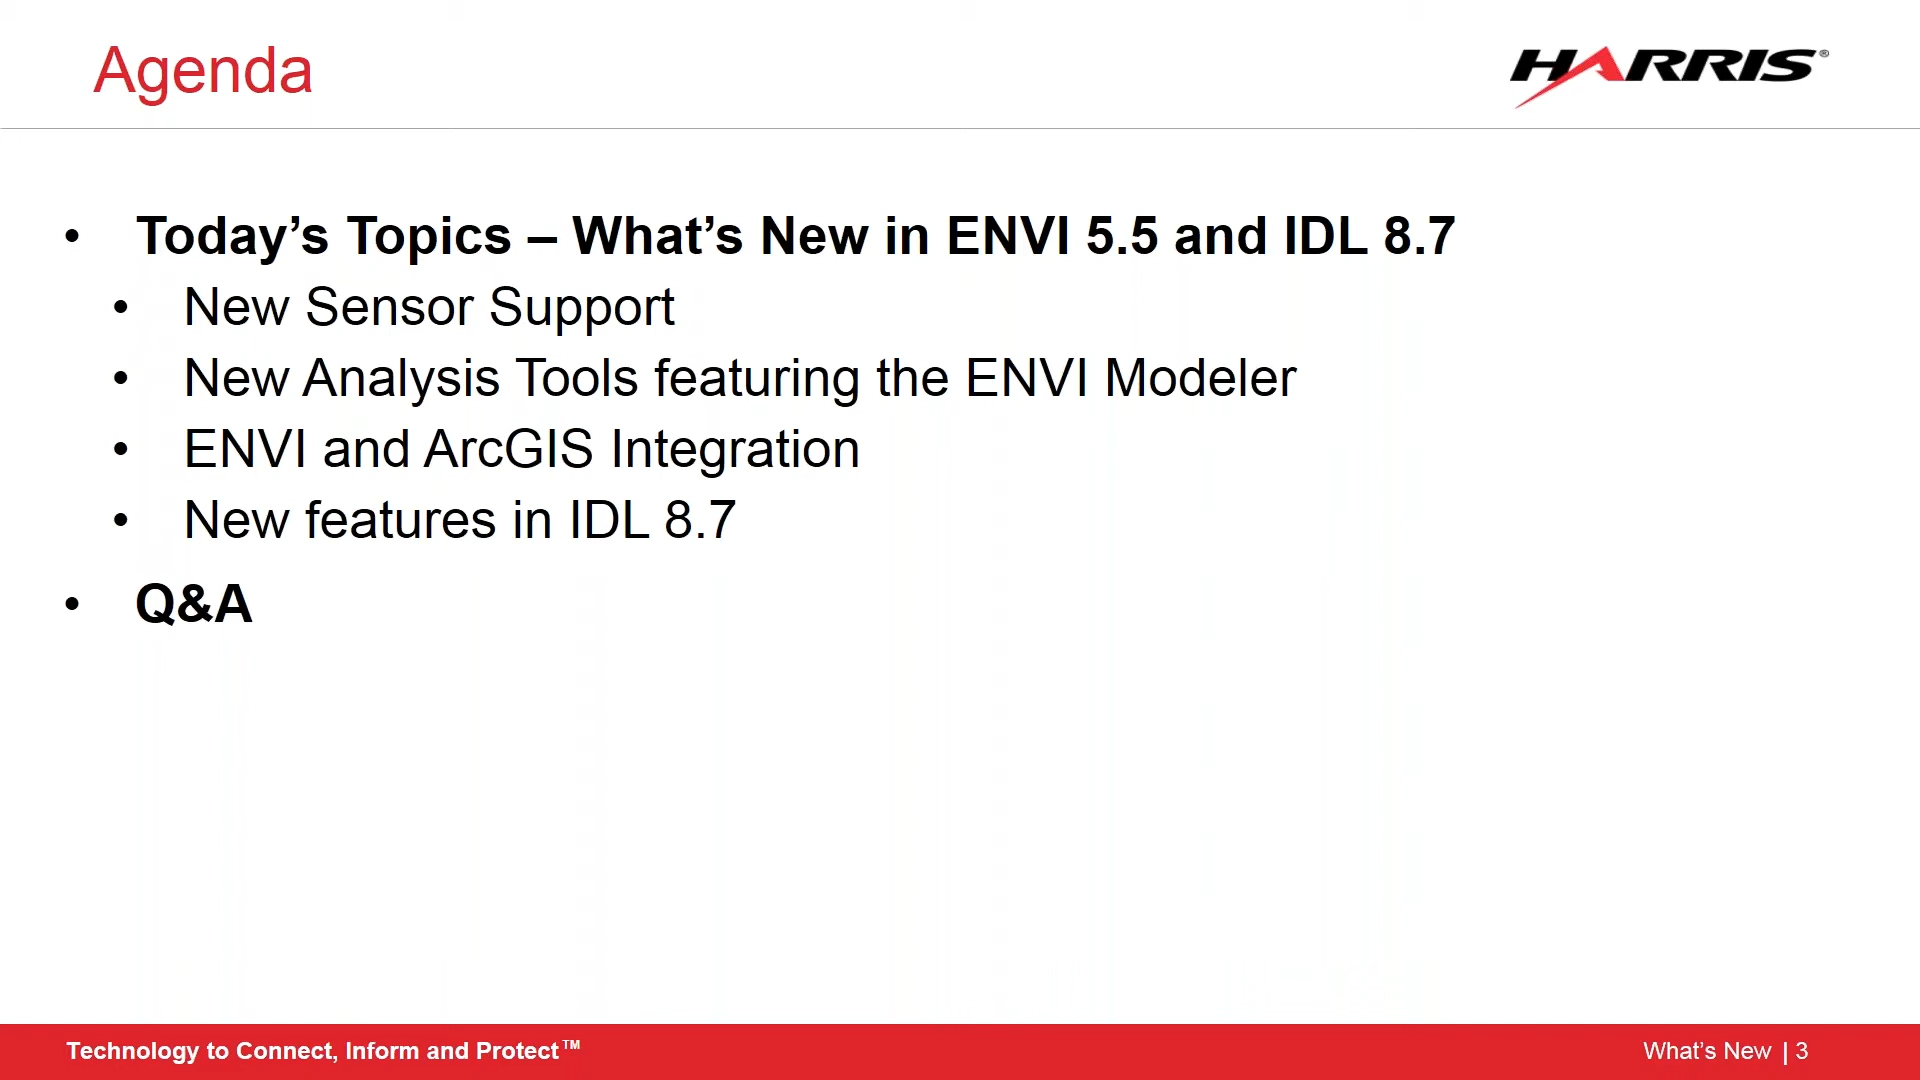 Agenda
HARRIS®
• Today’s Topics – What’s New in ENVI 5.5 and IDL 8.7
• New Sensor Support
• New Analysis Tools featuring the ENVI Modeler
• ENVI and ArcGIS Integration
• New features in IDL 8.7
• Q&A
Technology to Connect, Inform and Protect™
What’s New | 3